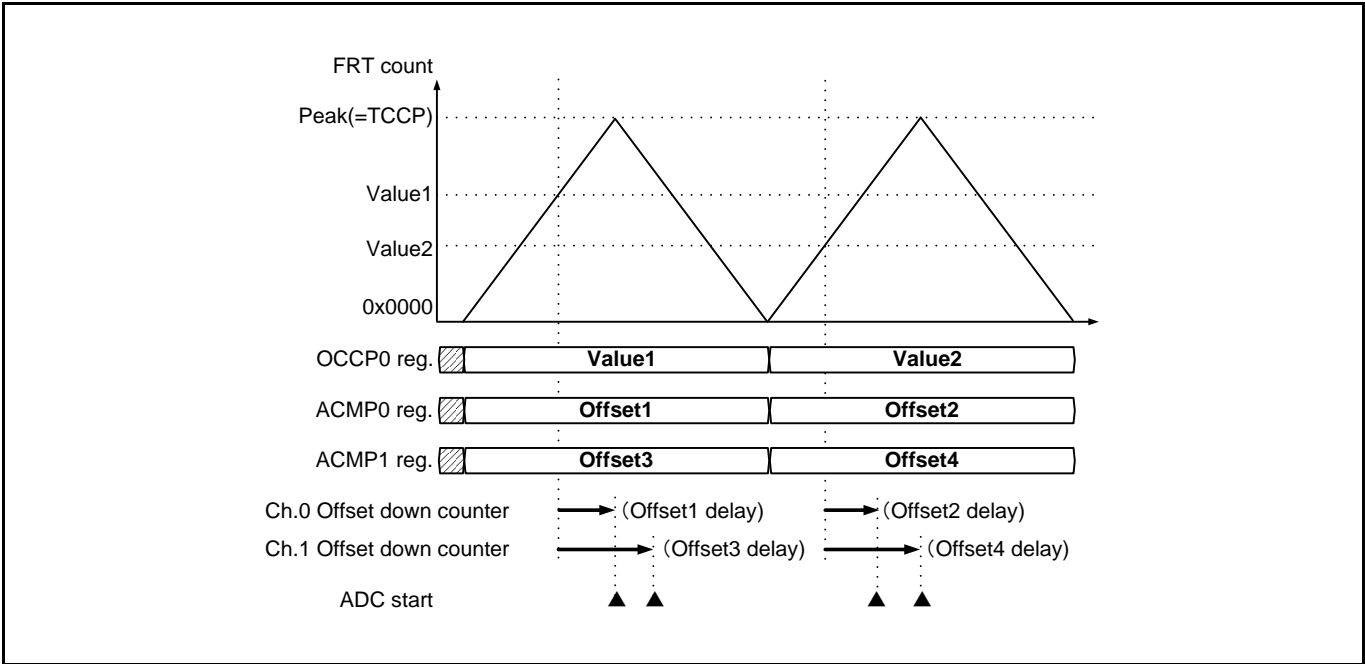 FRT count
Peak(=TCCP)
Value1
Value2
0x0000
OCCP0 reg. Value1 Value2
ACMP0 reg. Offset1 Offset2
ACMP1 reg. Offset3 Offset4
Ch.0 Offset down counter （Offset1 delay) （Offset2 delay)
Ch.1 Offset down counter （Offset3 delay) （Offset4 delay)
ADC start